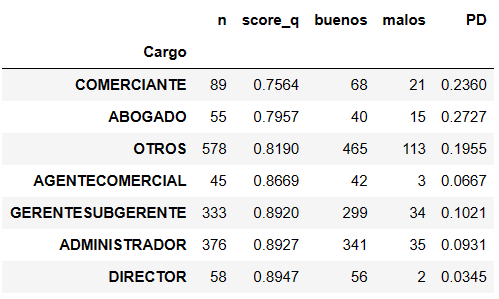 n score_q buenos malos PD
Cargo
COMERCIANTE 89 0.7564 68 21 0.2360
ABOGADO 55 0.7957 40 15 0.2727
OTROS 578 0.8190 465 113 0.1955
AGENTECOMERCIAL 45 0.8669 42 3 0.0667
GERENTESUBGERENTE 333 0.8920 299 34 0.1021
ADMINISTRADOR 376 0.8927 341 35 0.0931
DIRECTOR 58 0.8947 56 2 0.0345